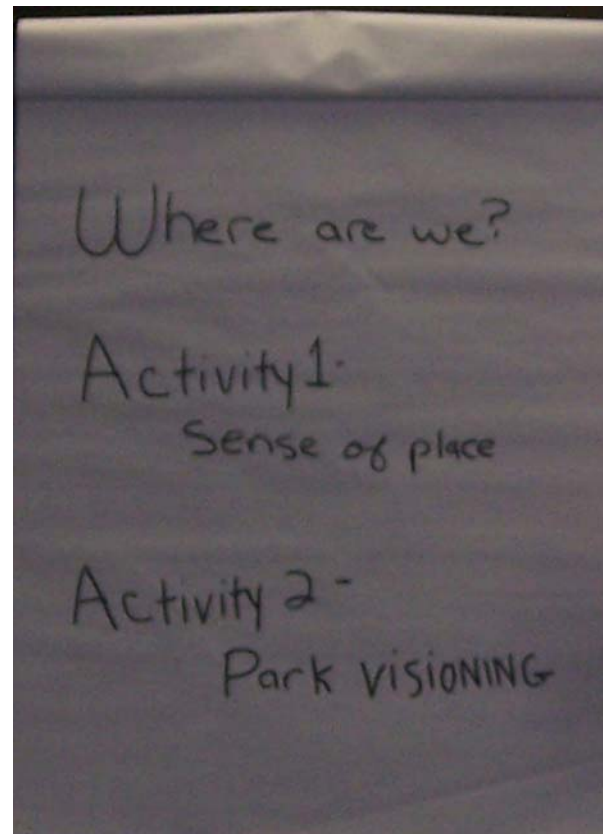 Where are we?
Activity 1-
Sense of place
Activity 2-
Park VISIONING